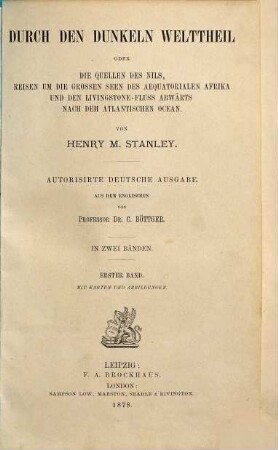 DURCH DEN DUNKELN WELTTHEIL
ODER
DIE QUELLEN DES NILS,
REISEN UM DIE GROSSEN SEEN DES AEQUATORIALEN AFRIKA
UND DEN LIVINGSTONE-FLUSS ABWÄRTS
NACH DEM ATLANTISCHEN OCEAN.
VON
HENRY M. STANLEY.
AUTORISIRTE DEUTSCHE AUSGABE.
AUS DEM ENGLISCHEN
VON
PROFESSOR DR. C. BÖTTGER.
IN ZWEI BÄNDEN.
ERSTER BAND.
MIT KARTEN UND ABBILDUNGEN.
LEIPZIG:
F. A. BROCKHAUS.
LONDON:
SAMPSON LOW, MARSTON, SEARLE & RIVINGTON.
1878.